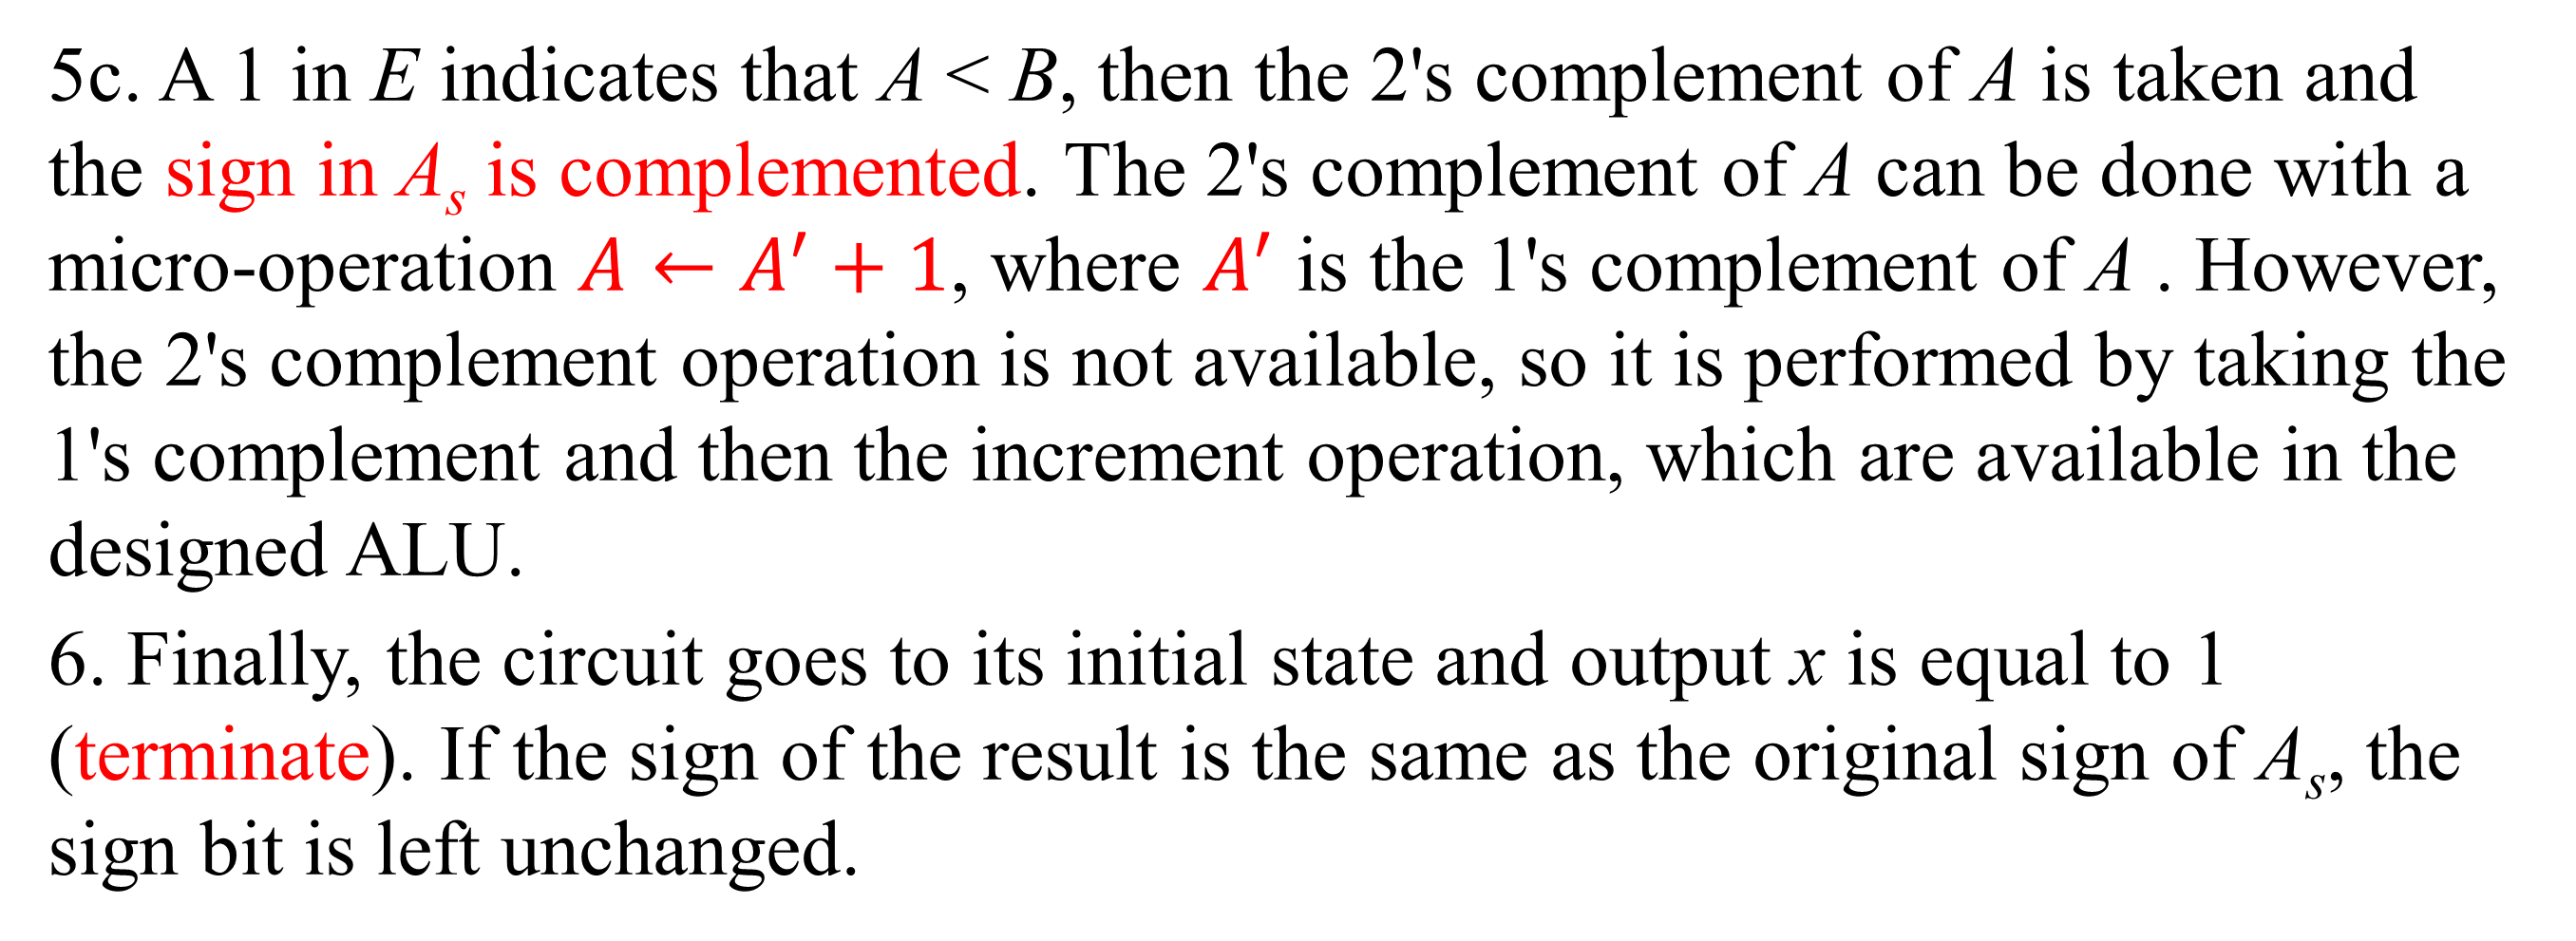 5c. A 1 in E indicates that A < B, then the 2's complement of A is taken and
the sign in Aₛ is complemented. The 2's complement of A can be done with a
micro-operation A ← A′ + 1, where A′ is the 1's complement of A . However,
the 2's complement operation is not available, so it is performed by taking the
1's complement and then the increment operation, which are available in the
designed ALU.
6. Finally, the circuit goes to its initial state and output x is equal to 1
(terminate). If the sign of the result is the same as the original sign of Aₛ, the
sign bit is left unchanged.